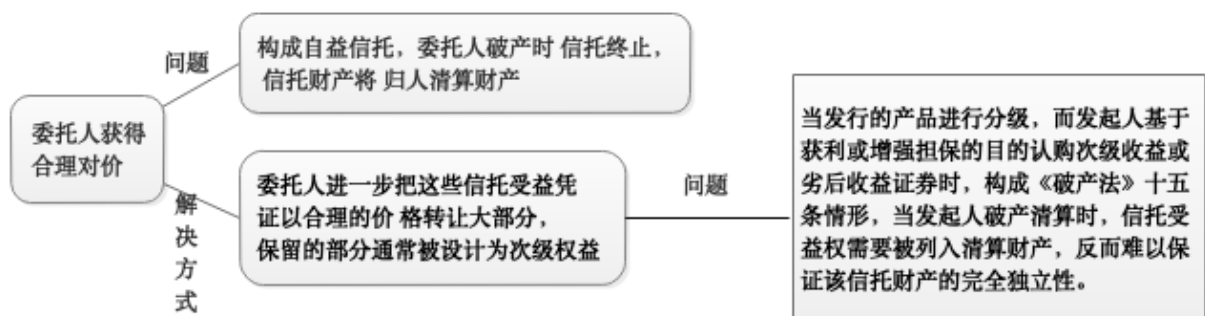 问题
构成自益信托，委托人破产时 信托终止，
信托财产将 归人清算财产
委托人获得
合理对价
解决方式
委托人进一步把这些信托受益凭
证以合理的价 格转让大部分，
保留的部分通常被设计为次级权益
问题
当发行的产品进行分级，而发起人基于
获利或增强担保的目的认购次级收益或
劣后收益证券时，构成《破产法》十五
条情形，当发起人破产清算时，信托受
益权需要被列入清算财产，反而难以保
证该信托财产的完全独立性。